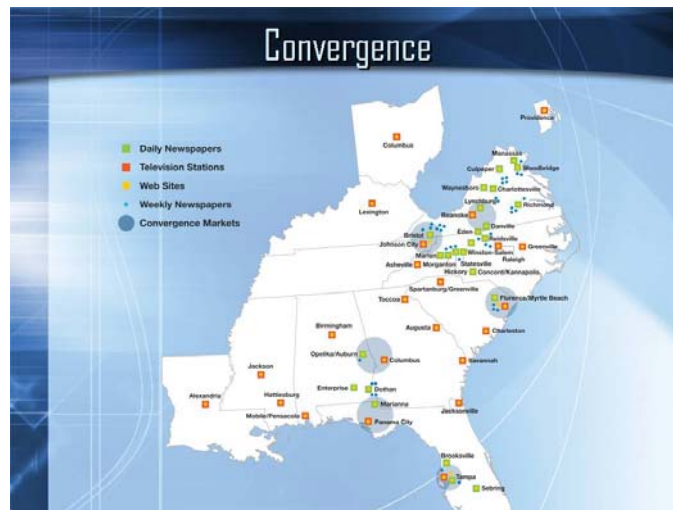 Convergence
Daily Newspapers
Television Stations
Web Sites
Weekly Newspapers
Convergence Markets
Providence
Columbus
Manassas
Culpeper
Woodbridge
Waynesboro
Charlottesville
Lynchburg
Richmond
Lexington
Roanoke
Danville
Eden
Reidsville
Bristol
Johnson City
Winston-Salem
Greenville
Raleigh
Marion
Statesville
Asheville
Morganton
Hickory
Concord/Kannapolis
Spartanburg/Greenville
Toccoa
Florence/Myrtle Beach
Birmingham
Augusta
Charleston
Opelika/Auburn
Columbus
Savannah
Jackson
Enterprise
Dothan
Alexandria
Hattiesburg
Marianna
Jacksonville
Mobile/Pensacola
Panama City
Brooksville
Tampa
Sebring